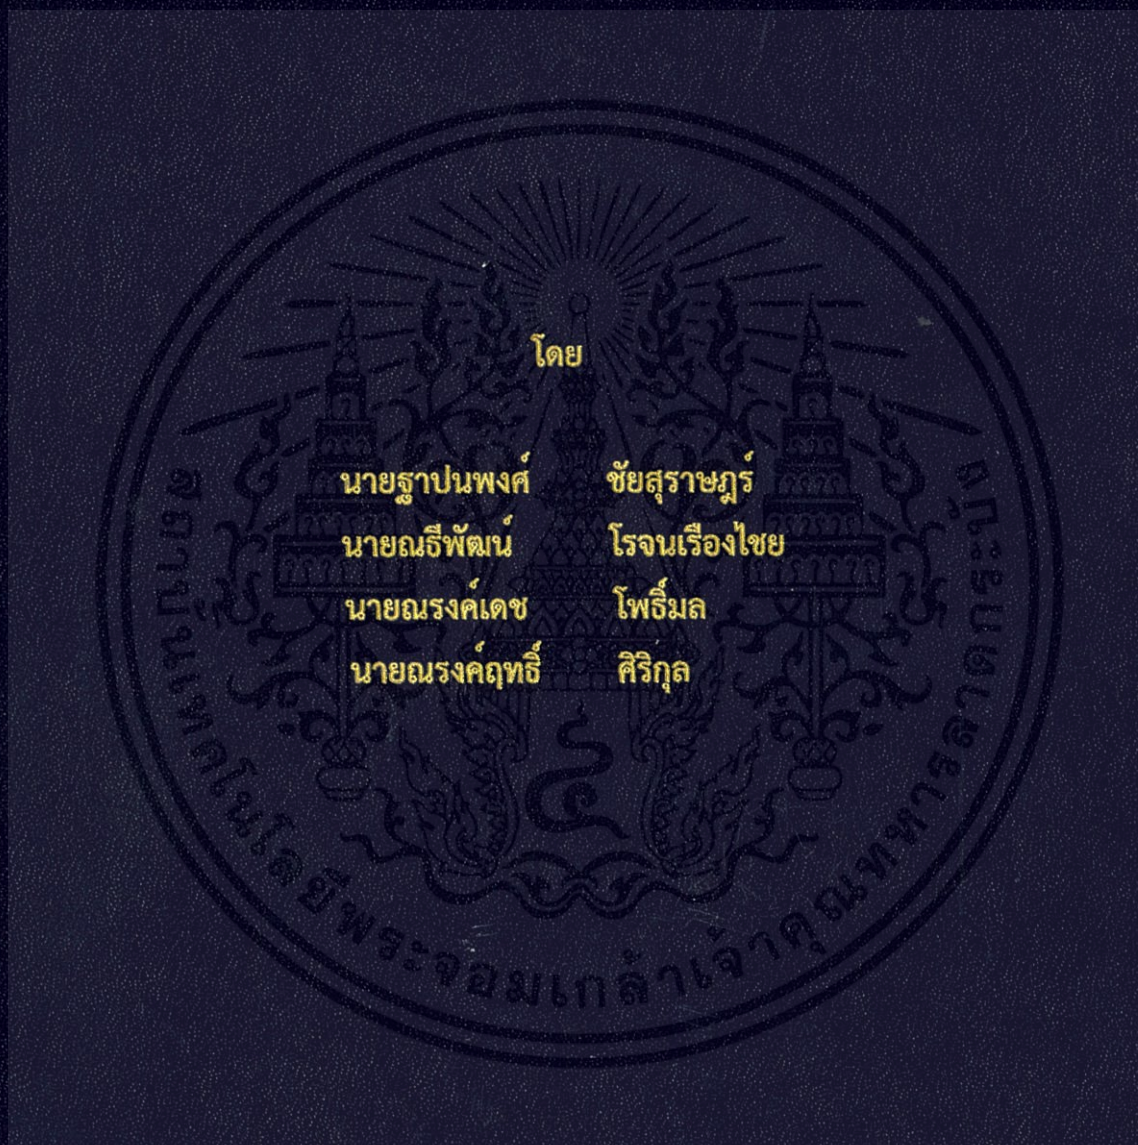 โดย
นายฐาปนพงศ์ ชัยสุราษฎร์
นายณธีพัฒน์ โรจนเรืองไชย
นายณรงค์เดช โพธิ์มล
นายณรงค์ฤทธิ์ ศิริกุล
๔
สถาบันเทคโนโลยีพระจอมเกล้าเจ้าคุณทหารลาดกระบัง